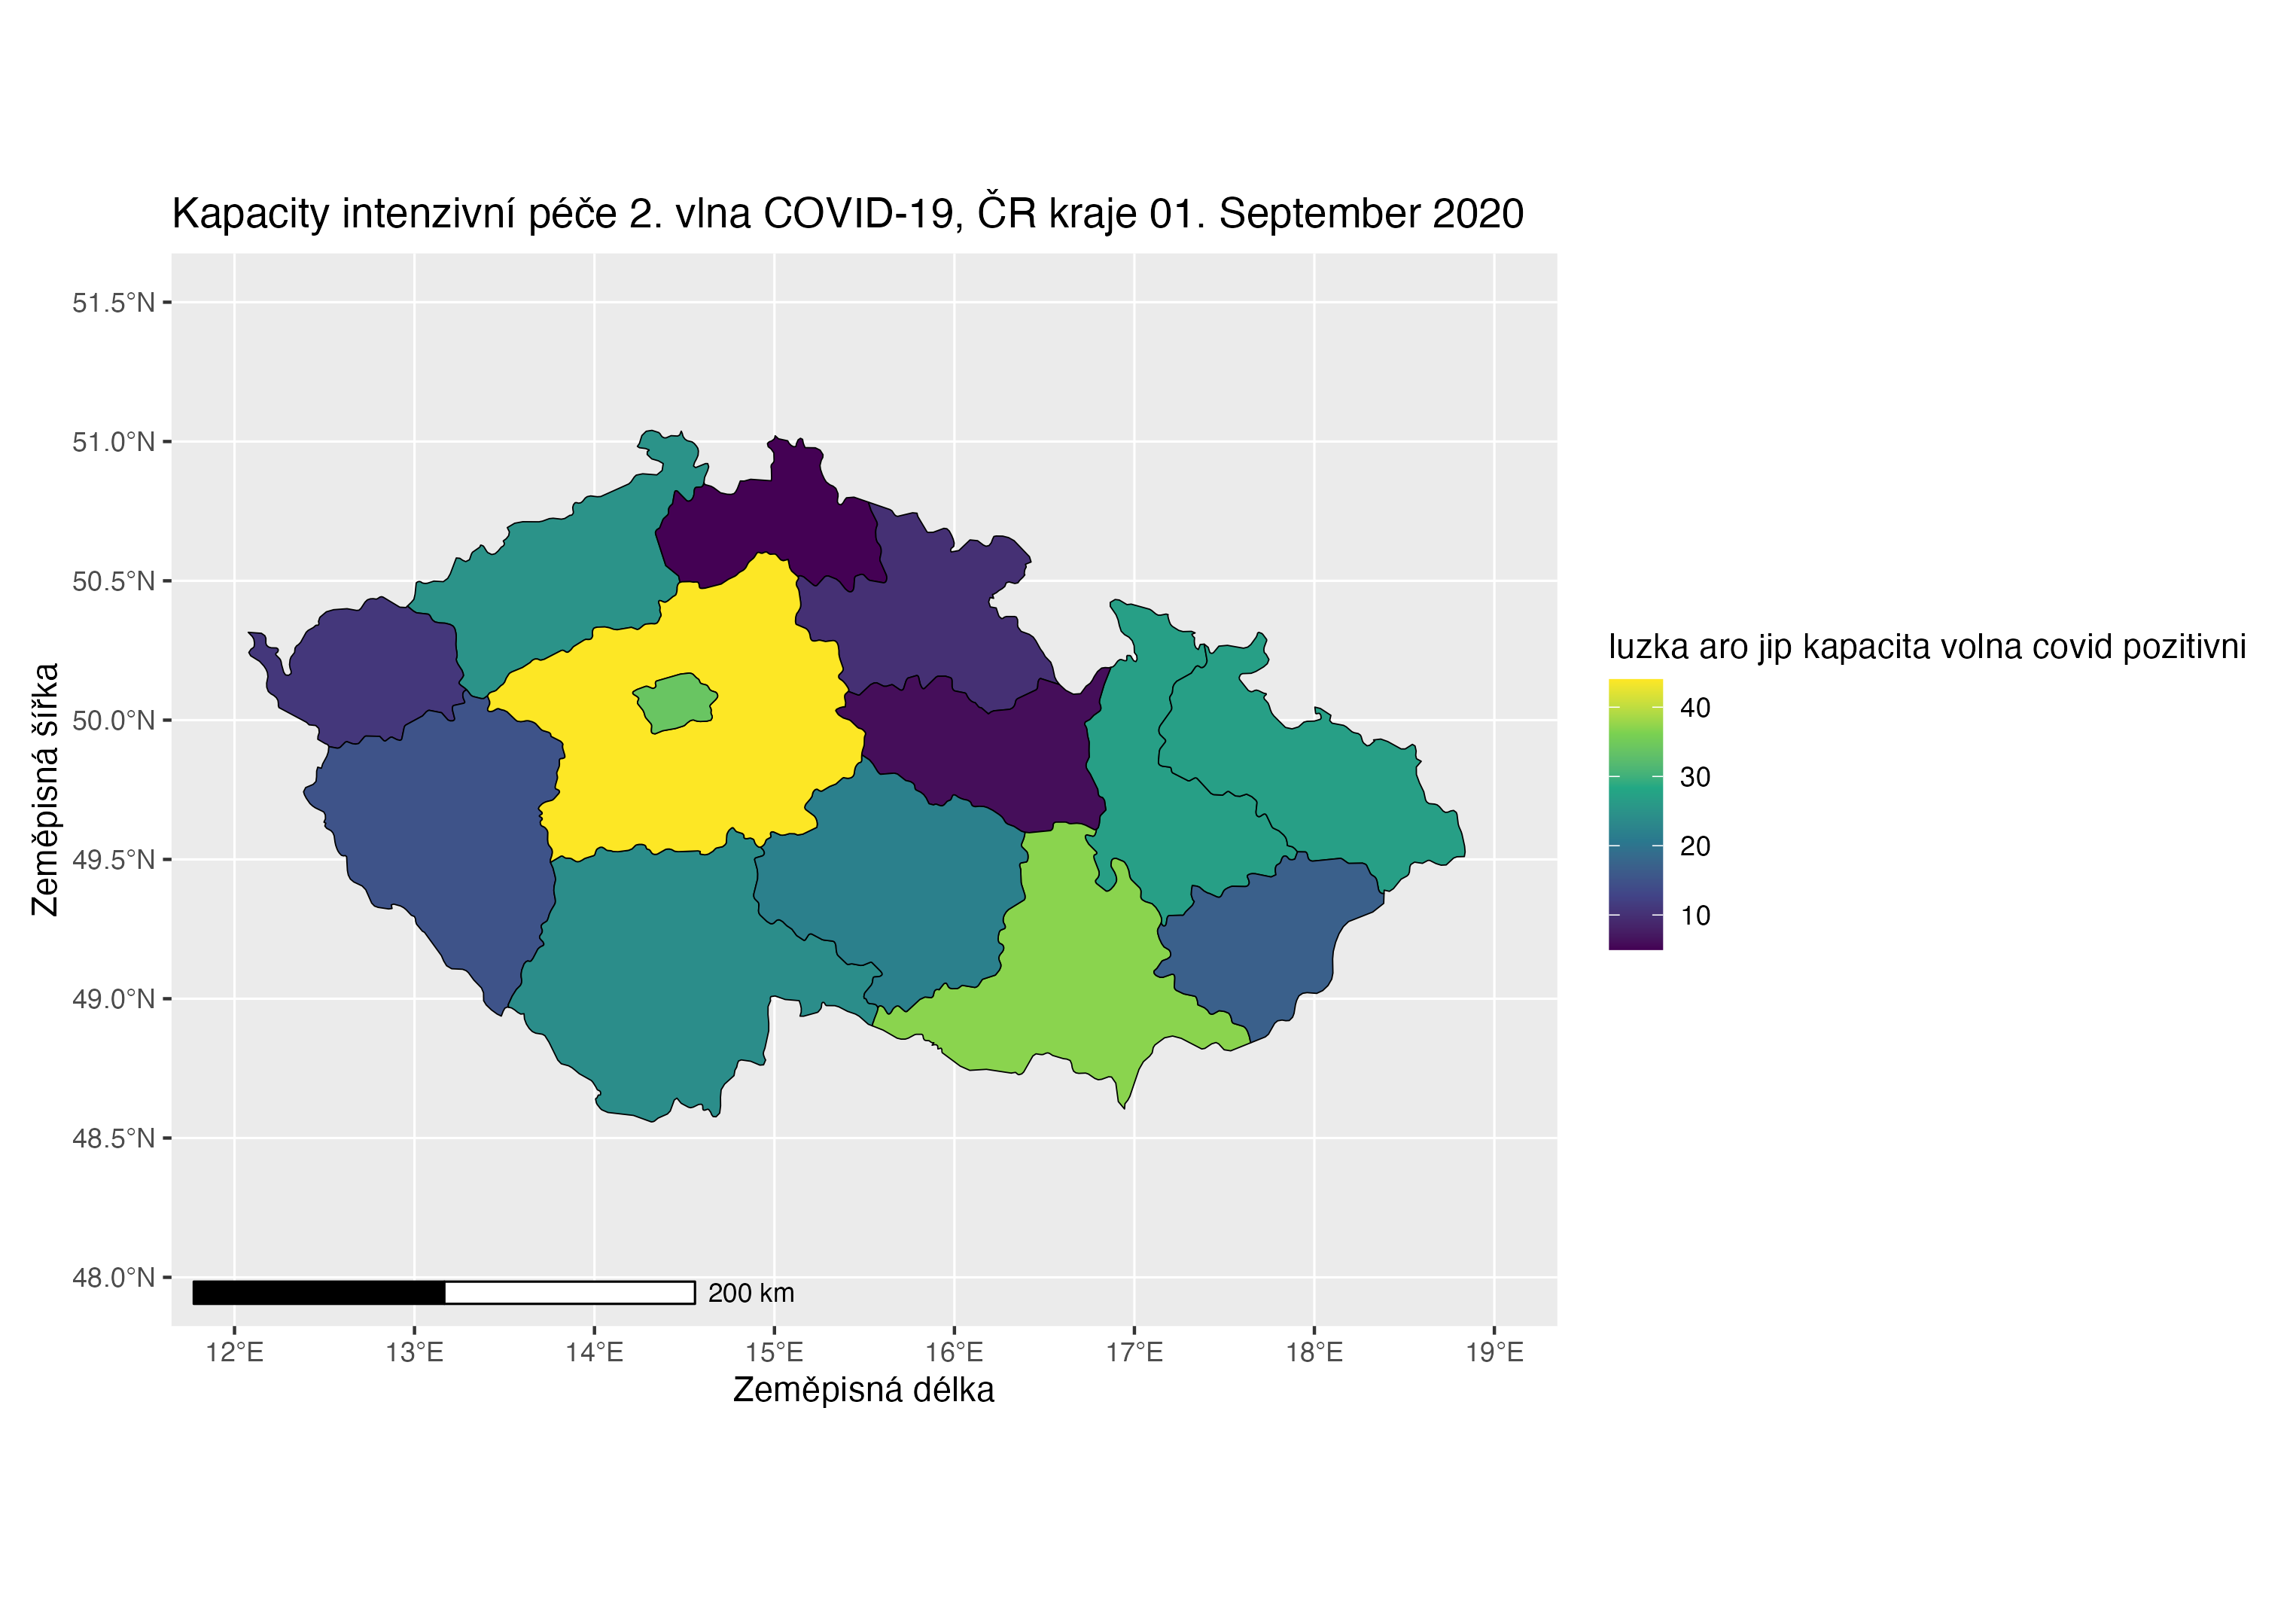 Kapacity intenzivní péče 2. vlna COVID-19, ČR kraje 01. September 2020
51.5°N
51.0°N
50.5°N
50.0°N
49.5°N
49.0°N
48.5°N
48.0°N
Zeměpisná šířka
200 km
12°E
13°E
14°E
15°E
16°E
17°E
18°E
19°E
Zeměpisná délka
luzka aro jip kapacita volna covid pozitivni
40
30
20
10